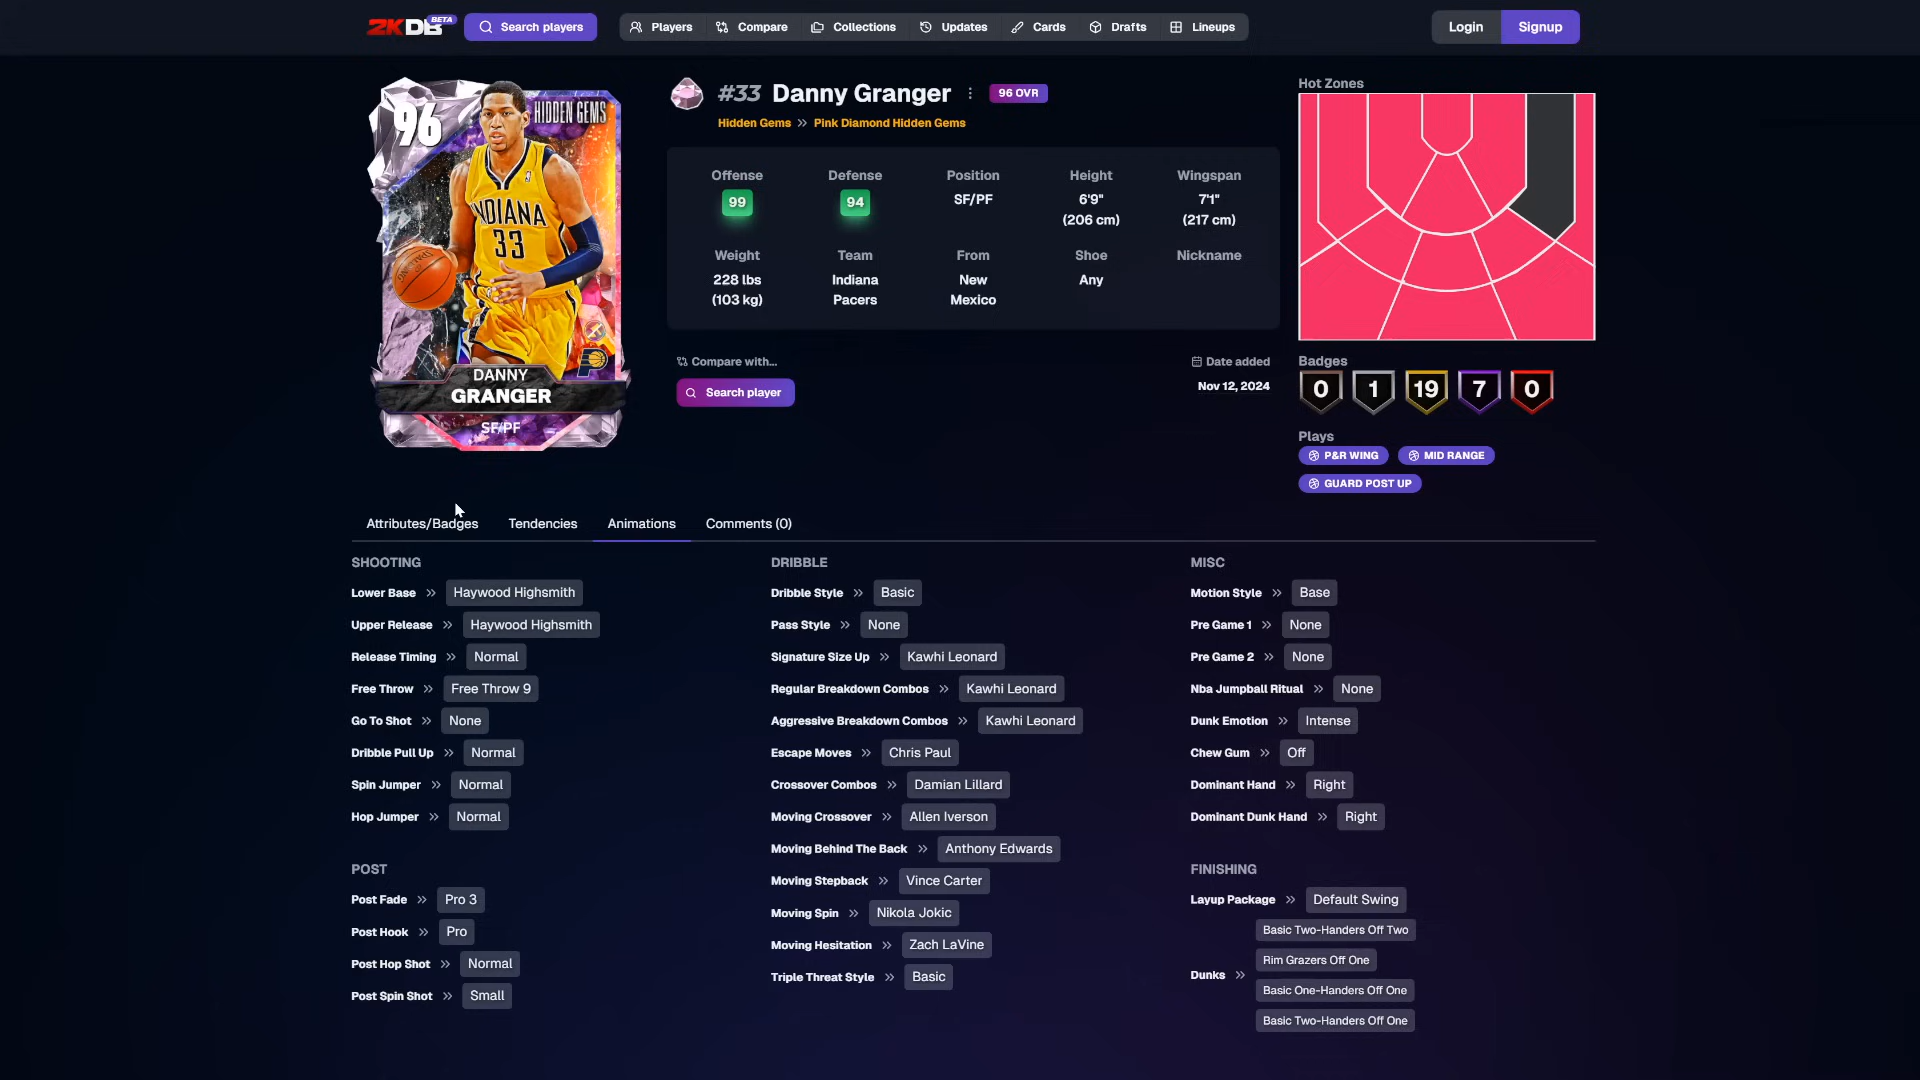 2KDB BETA
Search players
Players
Compare
Collections
Updates
Cards
Drafts
Lineups
Login
Signup
96
HIDDEN GEMS
INDIANA
33
DANNY
GRANGER
SF/PF
#33 Danny Granger
96 OVR
Hidden Gems » Pink Diamond Hidden Gems
Offense
99
Defense
94
Position
SF/PF
Height
6'9"
(206 cm)
Wingspan
7'1"
(217 cm)
Weight
228 lbs
(103 kg)
Team
Indiana
Pacers
From
New
Mexico
Shoe
Any
Nickname
Compare with...
Search player
Date added
Nov 12, 2024
Hot Zones
Badges
0 1 19 7 0
Plays
P&R WING
MID RANGE
GUARD POST UP
Attributes/Badges
Tendencies
Animations
Comments (0)
SHOOTING
Lower Base » Haywood Highsmith
Upper Release » Haywood Highsmith
Release Timing » Normal
Free Throw » Free Throw 9
Go To Shot » None
Dribble Pull Up » Normal
Spin Jumper » Normal
Hop Jumper » Normal
POST
Post Fade » Pro 3
Post Hook » Pro
Post Hop Shot » Normal
Post Spin Shot » Small
DRIBBLE
Dribble Style » Basic
Pass Style » None
Signature Size Up » Kawhi Leonard
Regular Breakdown Combos » Kawhi Leonard
Aggressive Breakdown Combos » Kawhi Leonard
Escape Moves » Chris Paul
Crossover Combos » Damian Lillard
Moving Crossover » Allen Iverson
Moving Behind The Back » Anthony Edwards
Moving Stepback » Vince Carter
Moving Spin » Nikola Jokic
Moving Hesitation » Zach LaVine
Triple Threat Style » Basic
MISC
Motion Style » Base
Pre Game 1 » None
Pre Game 2 » None
Nba Jumpball Ritual » None
Dunk Emotion » Intense
Chew Gum » Off
Dominant Hand » Right
Dominant Dunk Hand » Right
FINISHING
Layup Package » Default Swing
Dunks »
Basic Two-Handers Off Two
Rim Grazers Off One
Basic One-Handers Off One
Basic Two-Handers Off One